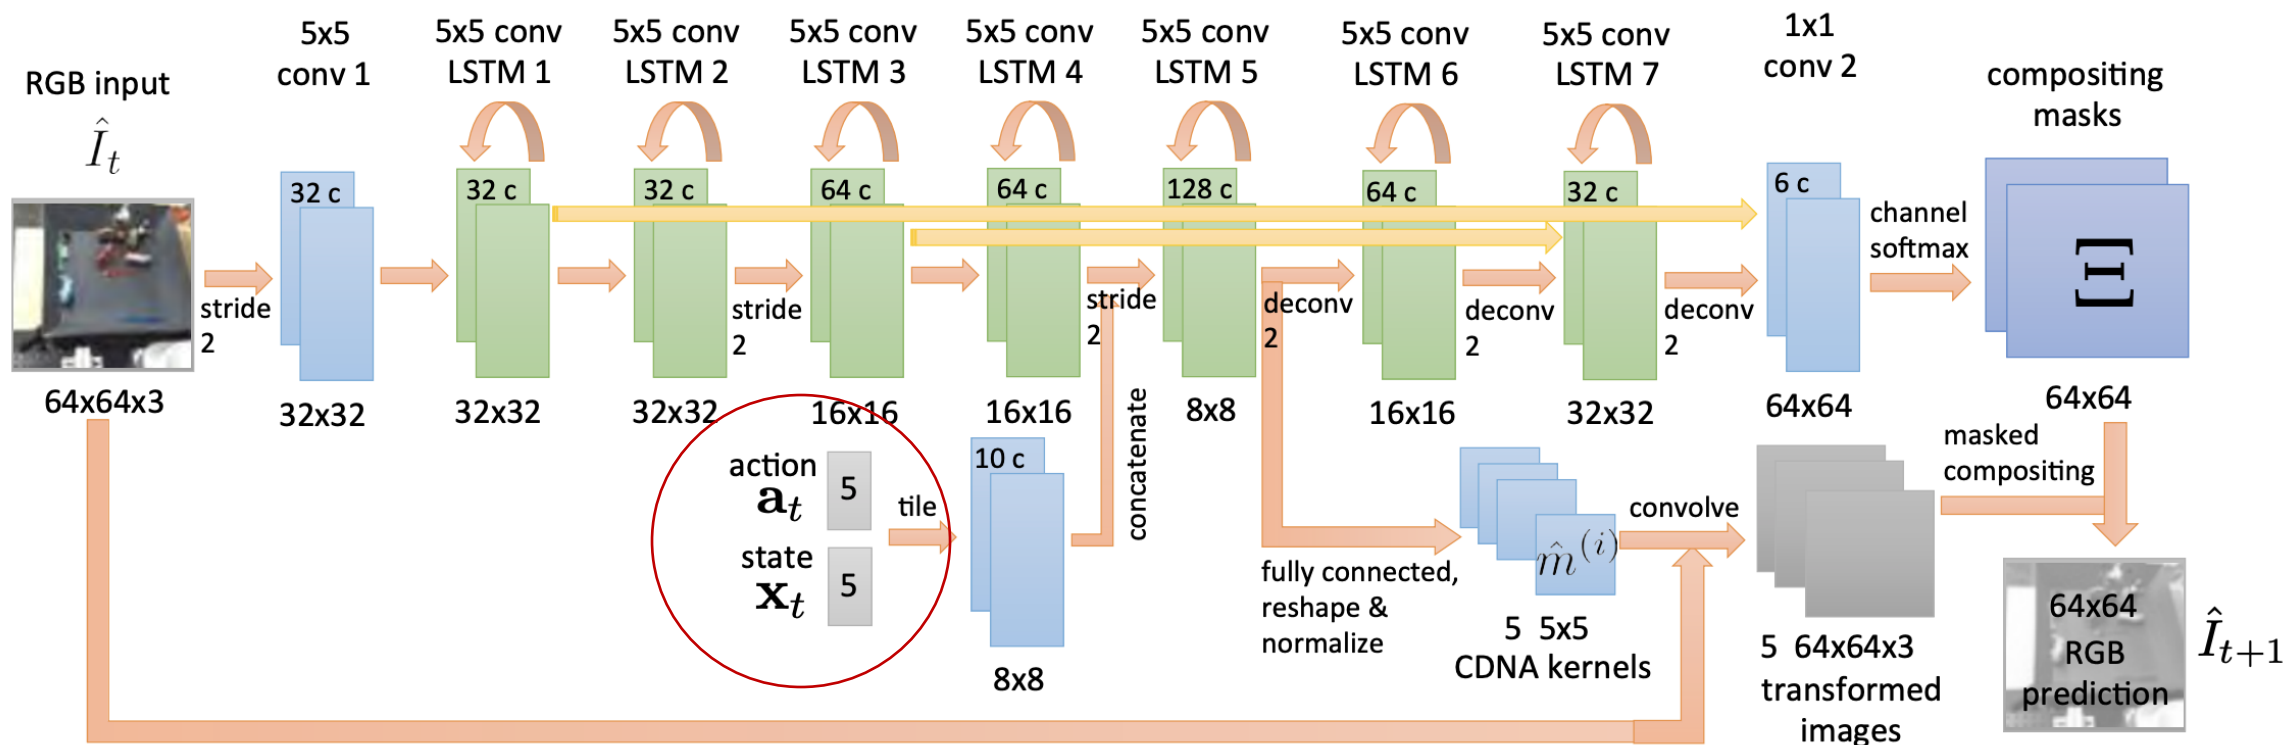 RGB input
Î_t
64x64x3
stride
2
5x5
conv 1
32 c
32x32
5x5 conv
LSTM 1
32 c
32x32
5x5 conv
LSTM 2
32 c
32x32
stride
2
5x5 conv
LSTM 3
64 c
16x16
5x5 conv
LSTM 4
64 c
16x16
stride
2
5x5 conv
LSTM 5
128 c
8x8
deconv
2
5x5 conv
LSTM 6
64 c
16x16
deconv
2
5x5 conv
LSTM 7
32 c
32x32
deconv
2
1x1
conv 2
6 c
64x64
channel
softmax
compositing
masks
Ξ
64x64
action
a_t
5
state
x_t
5
tile
10 c
8x8
concatenate
fully connected,
reshape &
normalize
m̂^(i)
5 5x5
CDNA kernels
convolve
5 64x64x3
transformed
images
masked
compositing
64x64
RGB
prediction
Î_t+1